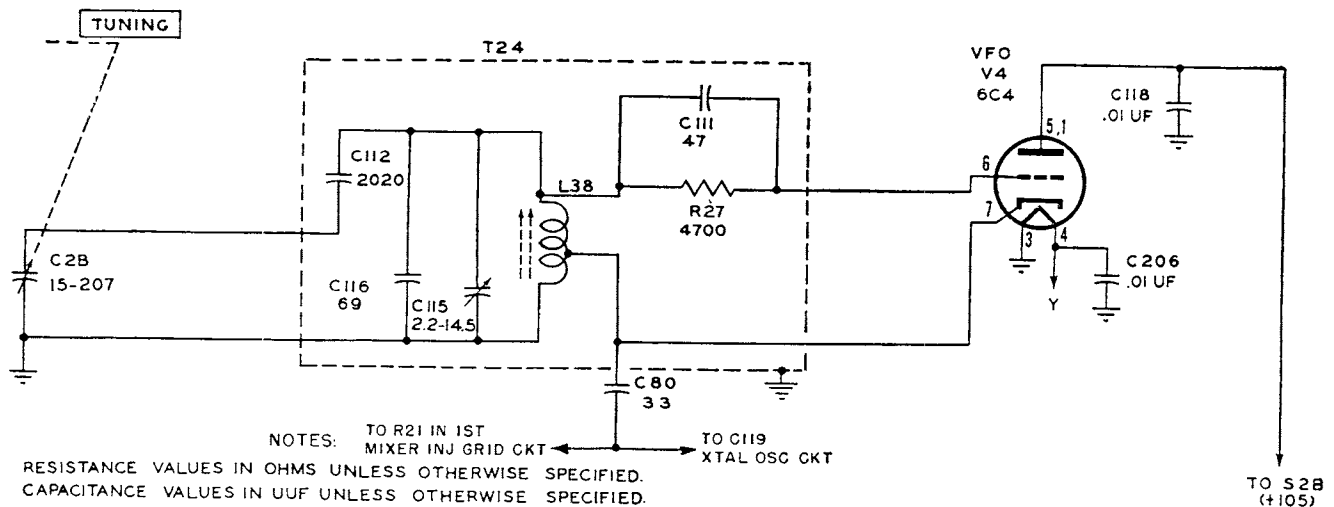 TUNING
T24
VFO
V4
6C4
C118
.01 UF
5,1
C111
47
C112
2020
6
L38
R27
4700
7
3
4
C2B
15-207
C116
69
C115
2.2-14.5
C206
.01 UF
Y
C80
33
NOTES:
TO R21 IN 1ST
MIXER INJ GRID CKT
TO C119
XTAL OSC CKT
RESISTANCE VALUES IN OHMS UNLESS OTHERWISE SPECIFIED.
CAPACITANCE VALUES IN UUF UNLESS OTHERWISE SPECIFIED.
TO S2B
(+105)